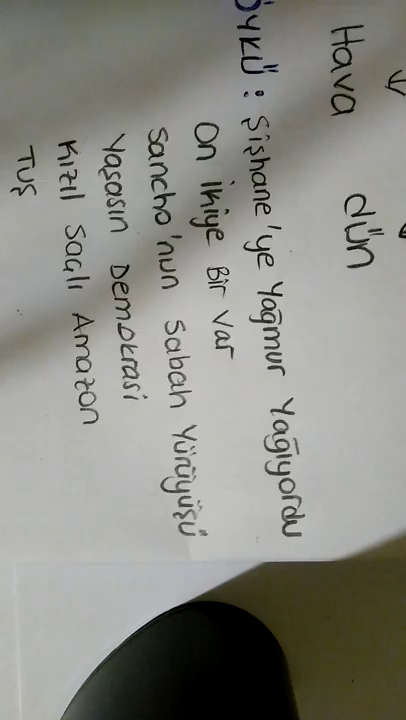 Hava dün
ÖYKÜ: Şişhane'ye Yağmur Yağıyordu
On ikiye Bir var
Sancho'nun Sabah Yürüyüşü
Yaşasın Demokrasi
Kızıl Saçlı Amazon
Tuş